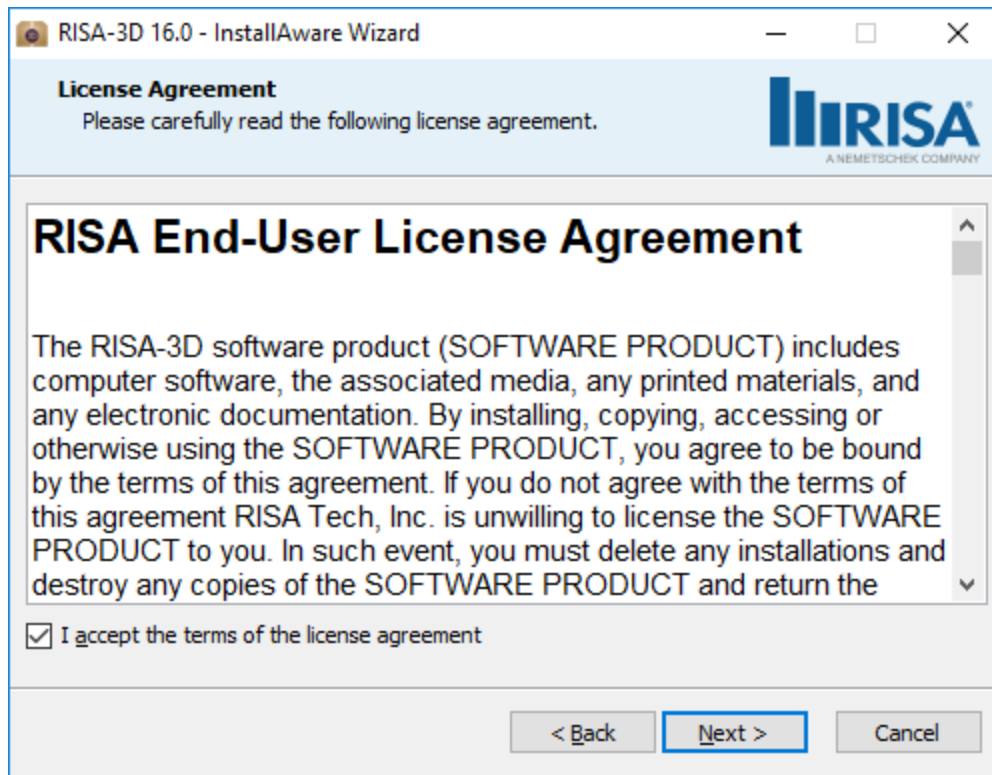 RISA-3D 16.0 - InstallAware Wizard
License Agreement
Please carefully read the following license agreement.
RISA
A NEMETSCHEK COMPANY
RISA End-User License Agreement
The RISA-3D software product (SOFTWARE PRODUCT) includes
computer software, the associated media, any printed materials, and
any electronic documentation. By installing, copying, accessing or
otherwise using the SOFTWARE PRODUCT, you agree to be bound
by the terms of this agreement. If you do not agree with the terms of
this agreement RISA Tech, Inc. is unwilling to license the SOFTWARE
PRODUCT to you. In such event, you must delete any installations and
destroy any copies of the SOFTWARE PRODUCT and return the
I accept the terms of the license agreement
< Back
Next >
Cancel